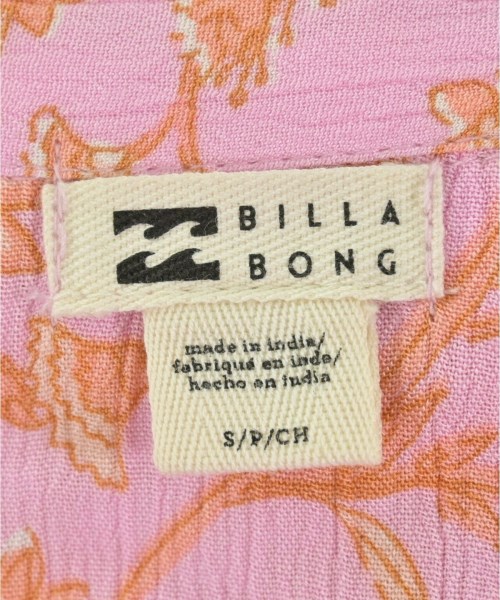 BILLA
BONG
made in india/
fabriqué en inde/
hecho en india
S/P/CH